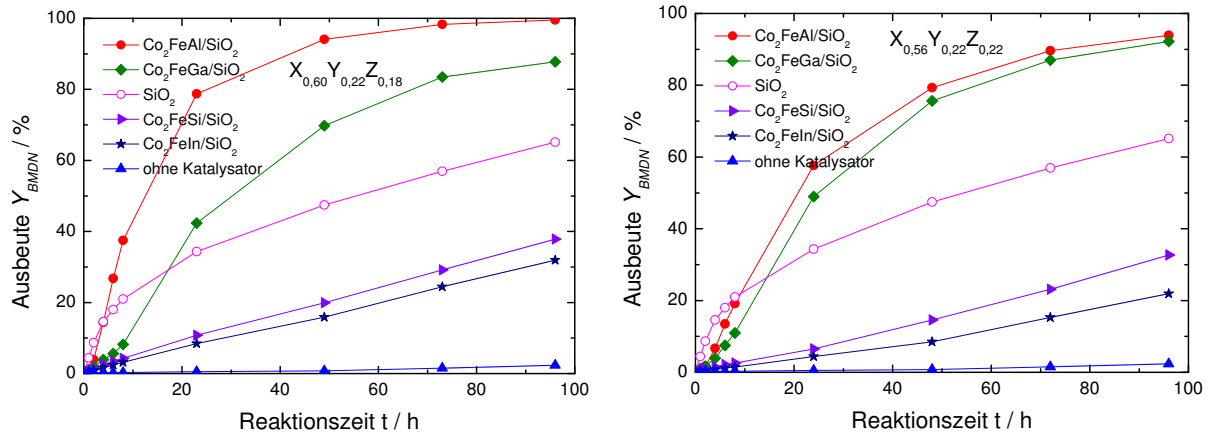 100
80
60
40
20
0
Ausbeute Y_BMDN / %
Co₂FeAl/SiO₂
Co₂FeGa/SiO₂
SiO₂
Co₂FeSi/SiO₂
Co₂FeIn/SiO₂
ohne Katalysator
X₀,₆₀Y₀,₂₂Z₀,₁₈
0 20 40 60 80 100
Reaktionszeit t / h
100
80
60
40
20
0
Ausbeute Y_BMDN / %
Co₂FeAl/SiO₂
Co₂FeGa/SiO₂
SiO₂
Co₂FeSi/SiO₂
Co₂FeIn/SiO₂
ohne Katalysator
X₀,₅₆Y₀,₂₂Z₀,₂₂
0 20 40 60 80 100
Reaktionszeit t / h